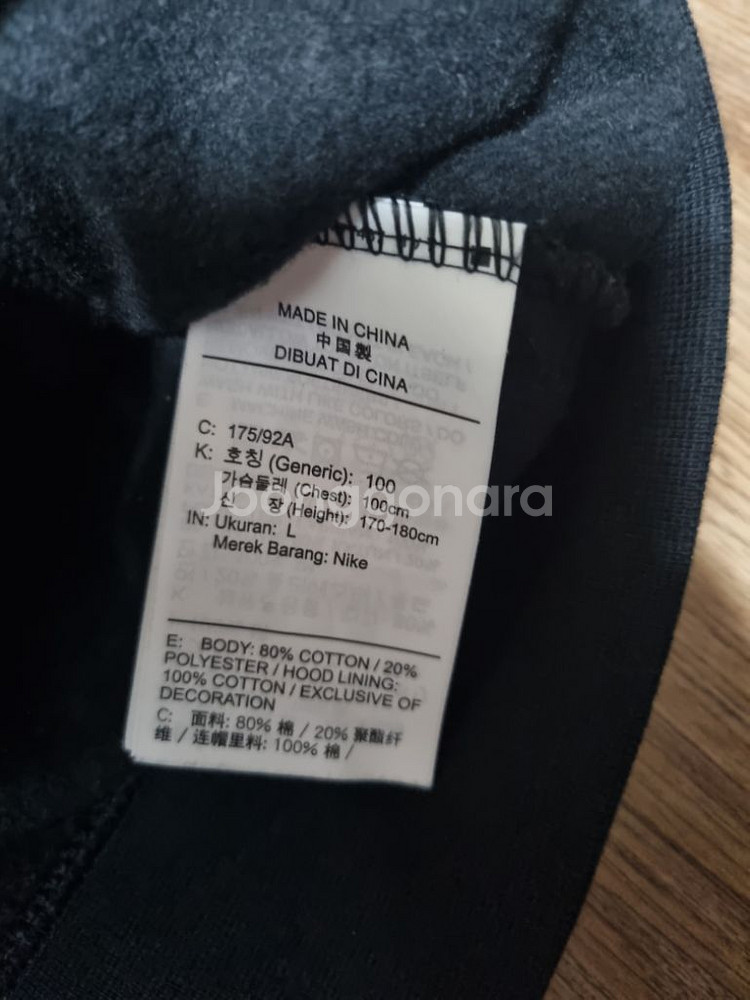 MADE IN CHINA
中国製
DIBUAT DI CINA
C: 175/92A
K: 호칭 (Generic): 100
가슴둘레 (Chest): 100cm
신 장 (Height): 170-180cm
IN: Ukuran: L
Merek Barang: Nike
Joonggonara
E: BODY: 80% COTTON / 20%
POLYESTER / HOOD LINING:
100% COTTON / EXCLUSIVE OF
DECORATION
C: 面料: 80% 棉 / 20% 聚酯纤
维 / 连帽里料: 100% 棉 /